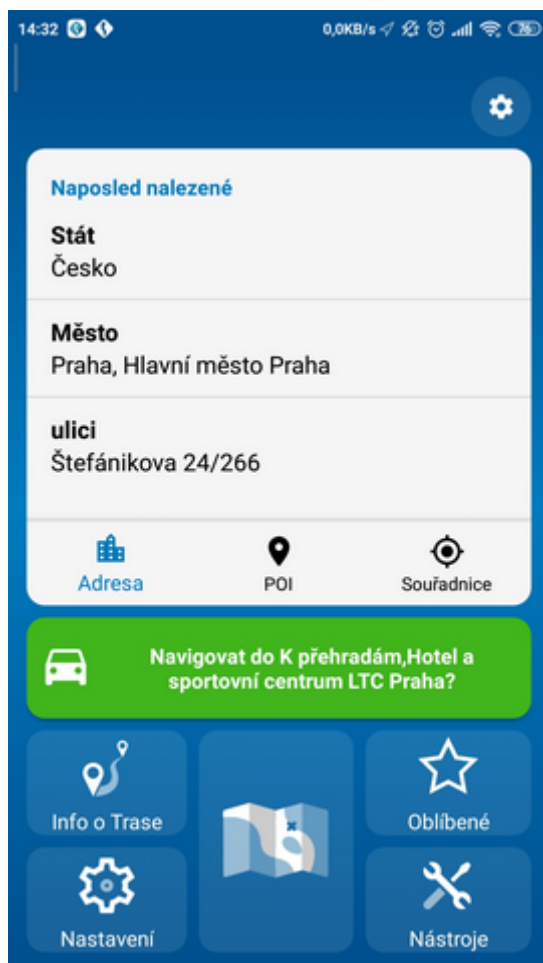 14:32 0,0KB/s 76
Naposled nalezené
Stát
Česko
Město
Praha, Hlavní město Praha
ulici
Štefánikova 24/266
Adresa POI Souřadnice
Navigovat do K přehradám,Hotel a
sportovní centrum LTC Praha?
Info o Trase Oblíbené
Nastavení Nástroje